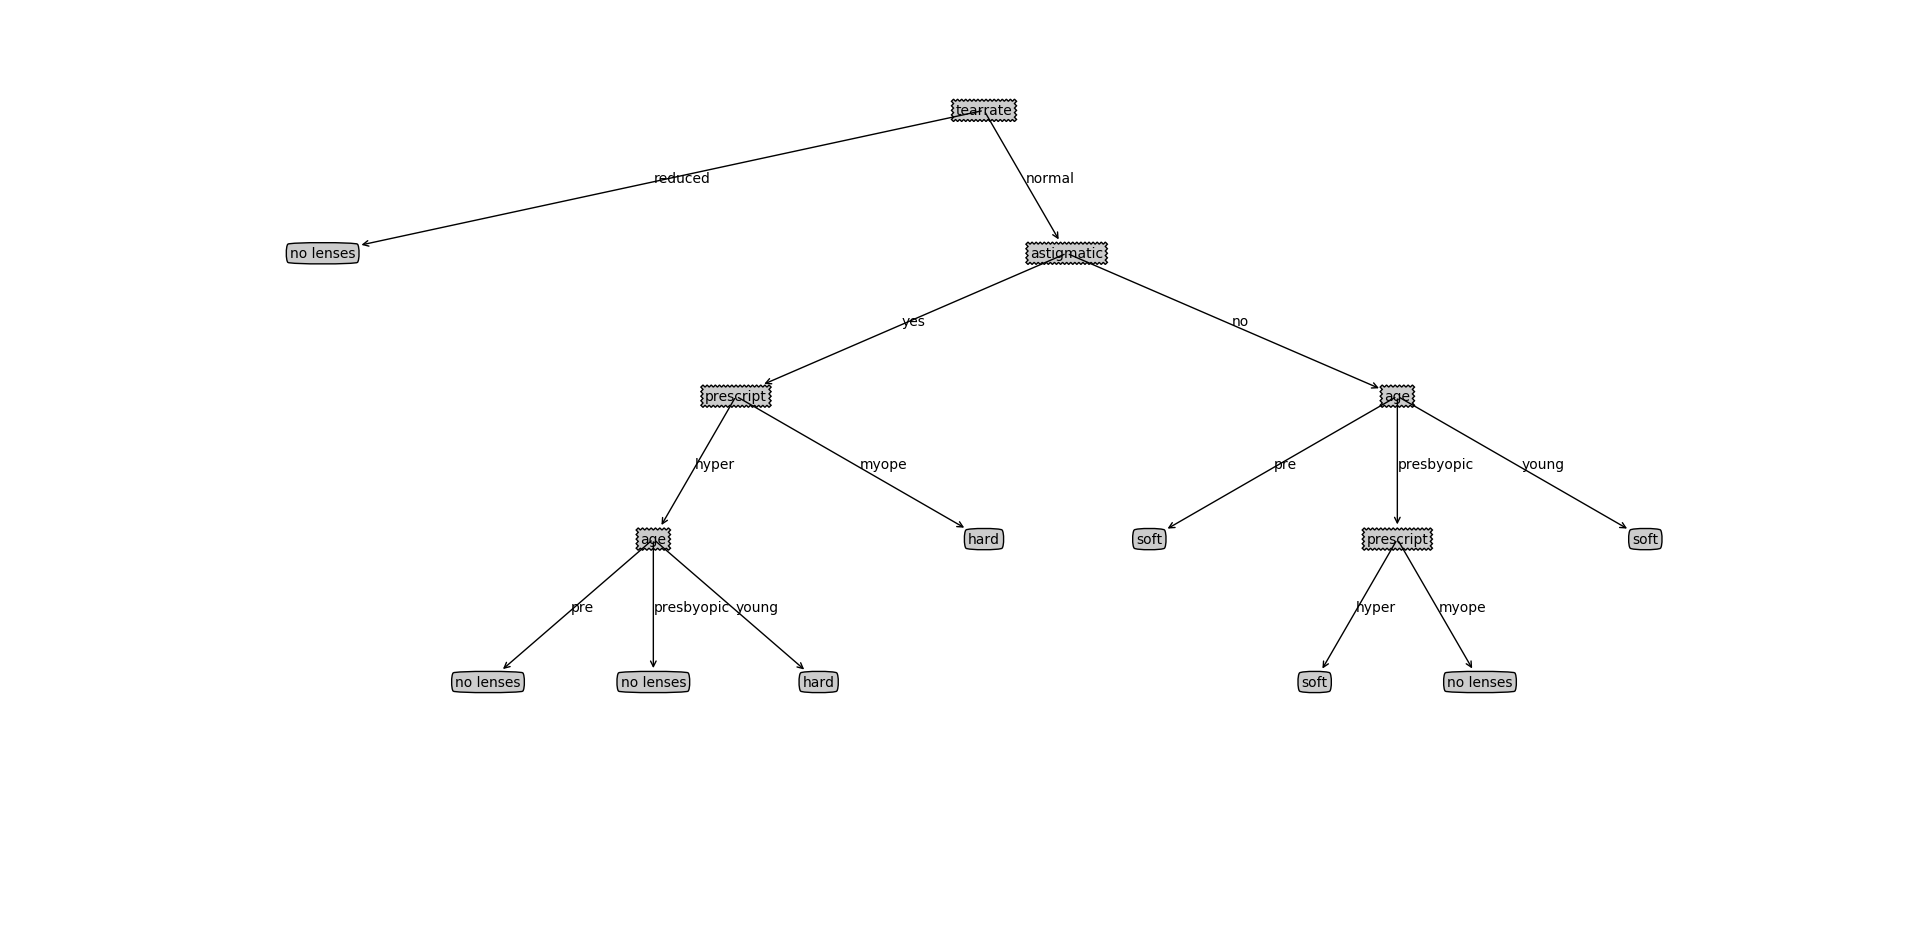 tearrate
reduced
normal
no lenses
astigmatic
yes
no
prescript
age
hyper
myope
pre
presbyopic
young
age
hard
soft
prescript
soft
pre
presbyopic
young
hyper
myope
no lenses
no lenses
hard
soft
no lenses